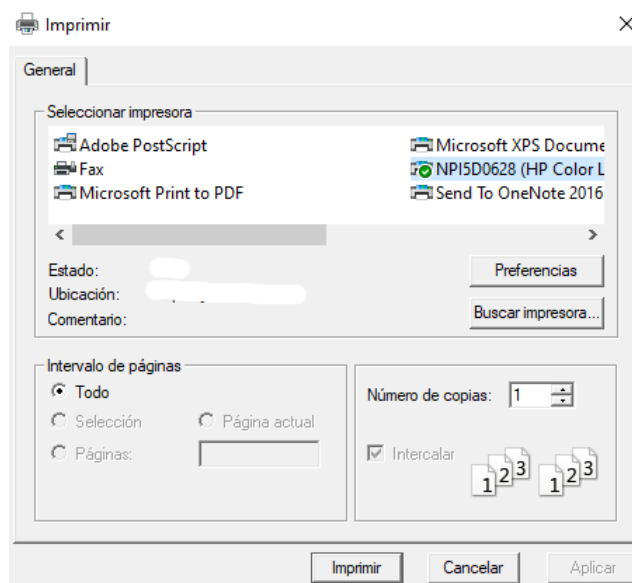 Imprimir
General
Seleccionar impresora
Adobe PostScript
Microsoft XPS Docume
Fax
NPI5D0628 (HP Color L
Microsoft Print to PDF
Send To OneNote 2016
Estado:
Preferencias
Ubicación:
Comentario:
Buscar impresora...
Intervalo de páginas
Todo
Número de copias: 1
Selección Página actual
Páginas:
Intercalar
1 2 3 1 2 3
Imprimir Cancelar Aplicar